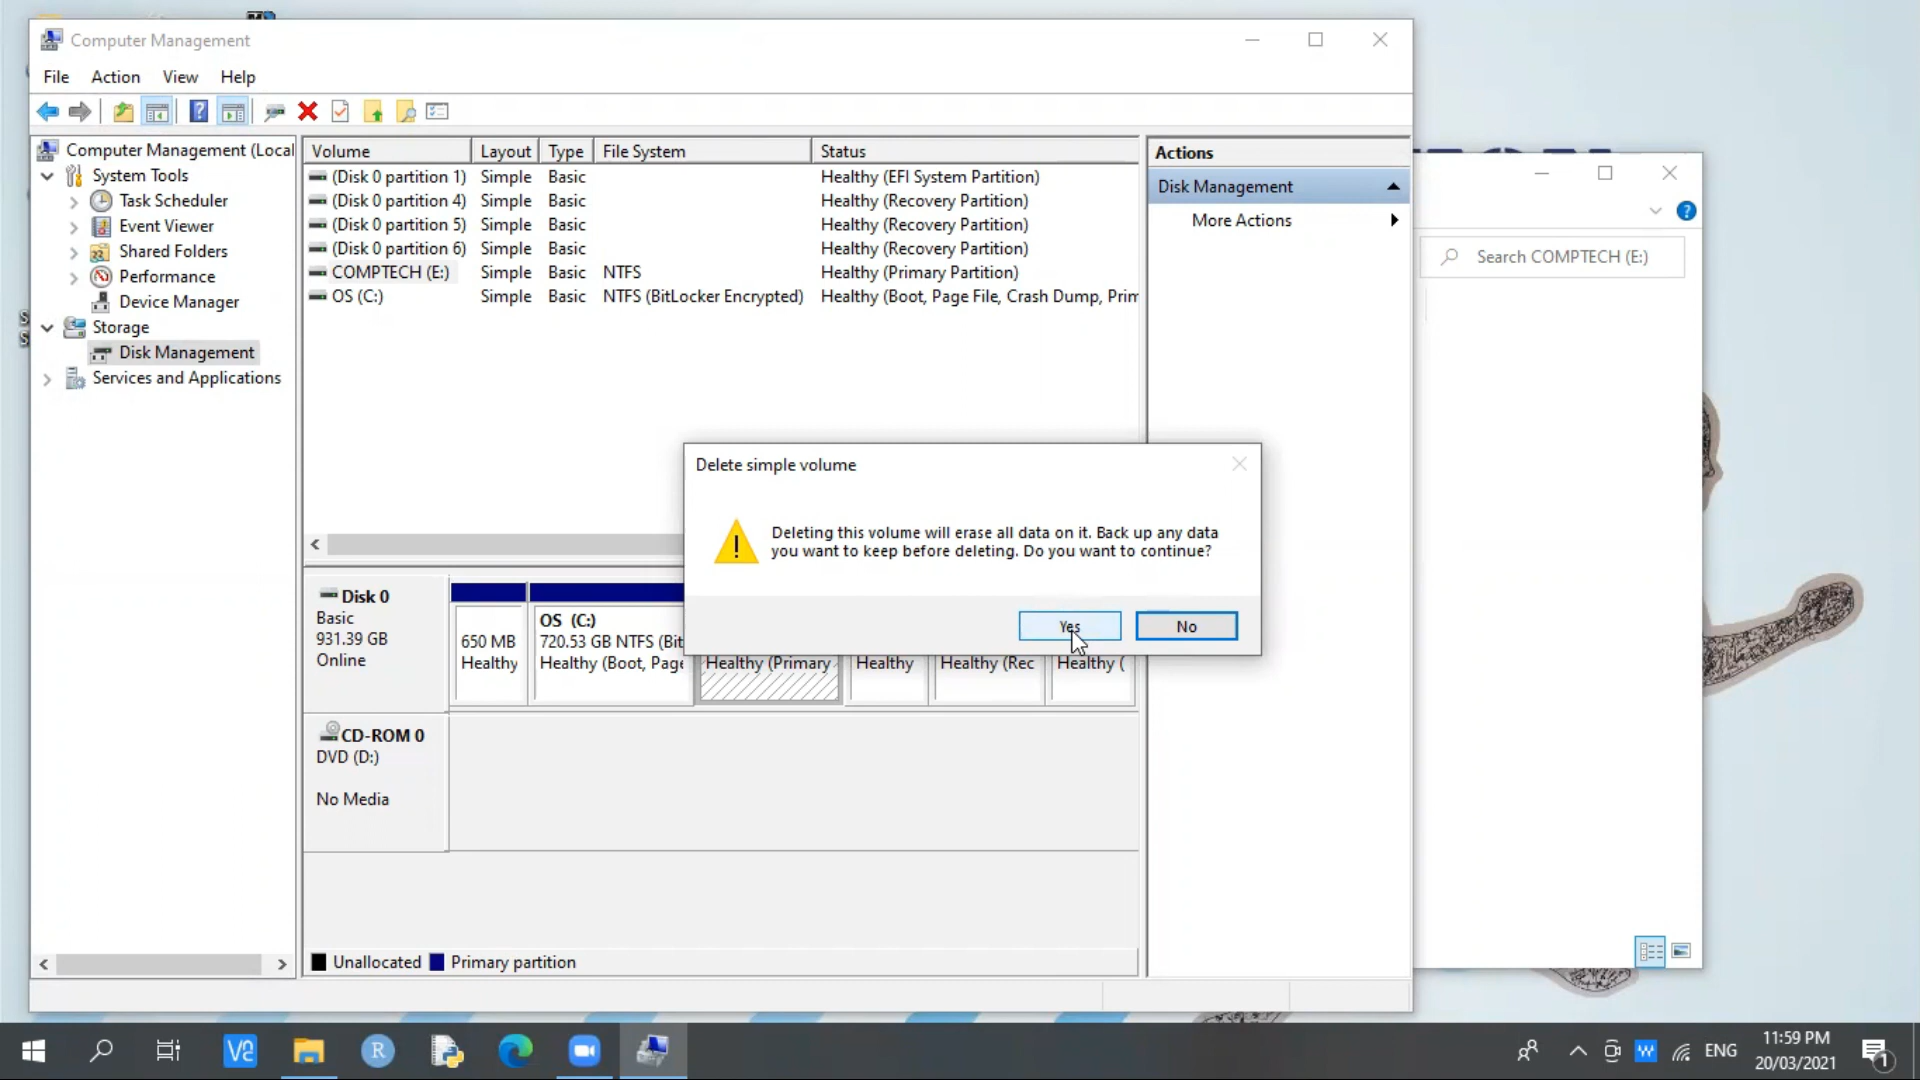 Computer Management
File Action View Help
Computer Management (Local
System Tools
Task Scheduler
Event Viewer
Shared Folders
Performance
Device Manager
Storage
Disk Management
Services and Applications
Volume Layout Type File System Status
(Disk 0 partition 1) Simple Basic Healthy (EFI System Partition)
(Disk 0 partition 4) Simple Basic Healthy (Recovery Partition)
(Disk 0 partition 5) Simple Basic Healthy (Recovery Partition)
(Disk 0 partition 6) Simple Basic Healthy (Recovery Partition)
COMPTECH (E:) Simple Basic NTFS Healthy (Primary Partition)
OS (C:) Simple Basic NTFS (BitLocker Encrypted) Healthy (Boot, Page File, Crash Dump, Prim
Actions
Disk Management
More Actions
Search COMPTECH (E:)
Delete simple volume
Deleting this volume will erase all data on it. Back up any data
you want to keep before deleting. Do you want to continue?
Yes No
Disk 0
Basic
931.39 GB
Online
650 MB
Healthy
OS (C:)
720.53 GB NTFS (Bit
Healthy (Boot, Page
Healthy (Primary
Healthy
Healthy (Rec
Healthy (
CD-ROM 0
DVD (D:)
No Media
Unallocated Primary partition
ENG
11:59 PM
20/03/2021
1